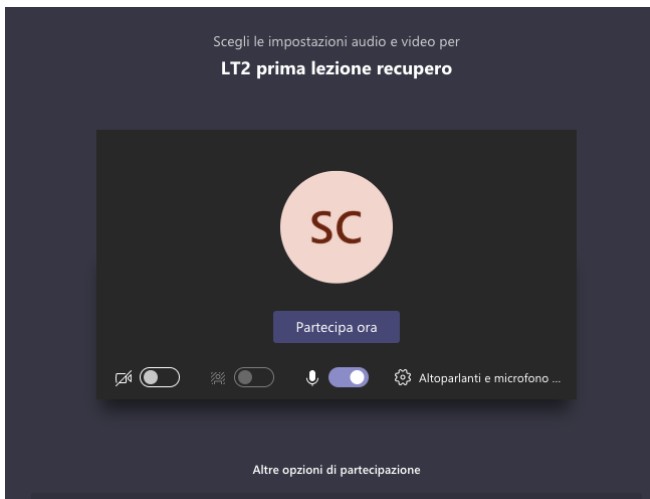 Scegli le impostazioni audio e video per
LT2 prima lezione recupero
SC
Partecipa ora
Altoparlanti e microfono ...
Altre opzioni di partecipazione